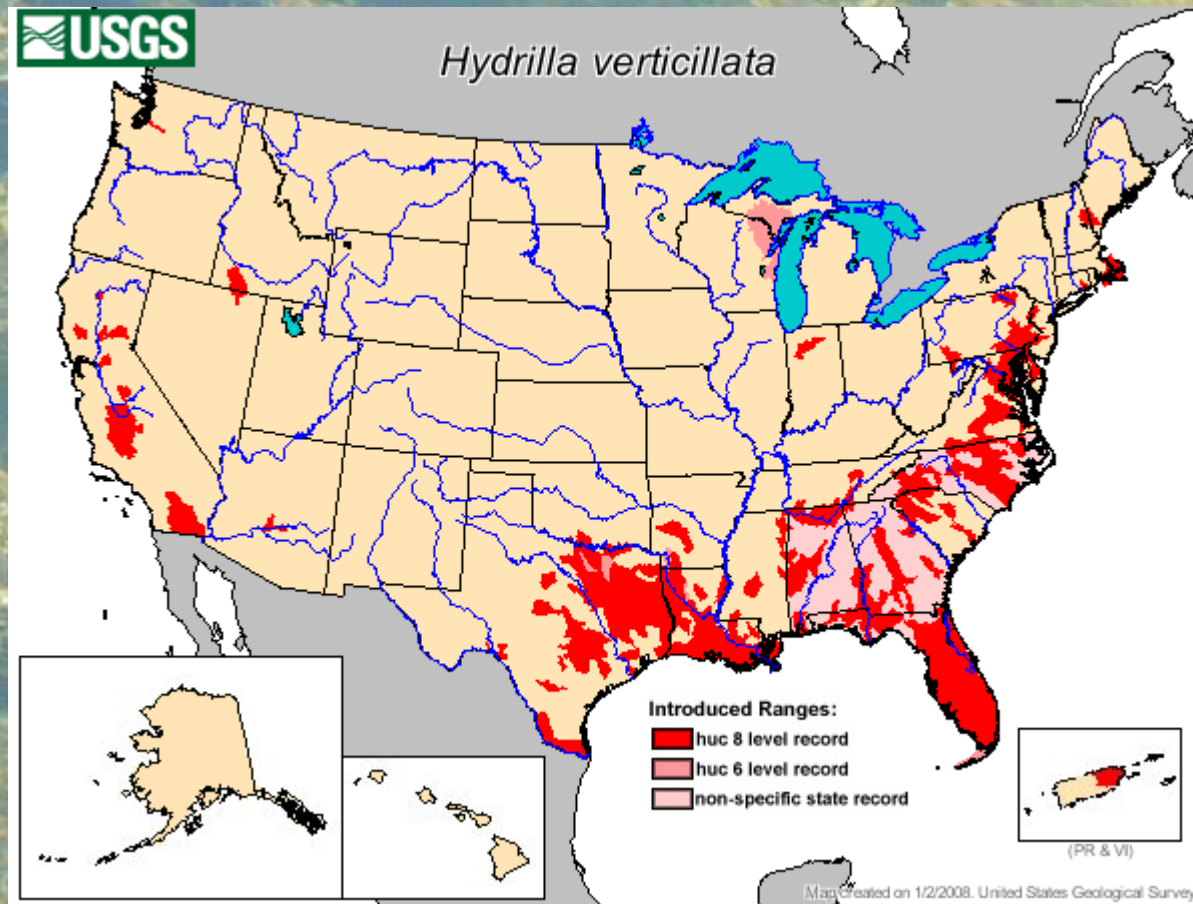 USGS
Hydrilla verticillata
Introduced Ranges:
huc 8 level record
huc 6 level record
non-specific state record
(PR & VI)
Map created on 1/2/2008. United States Geological Survey